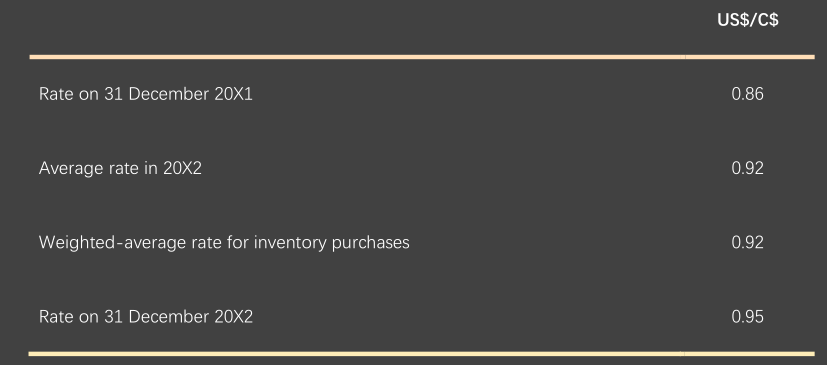 US$/C$
Rate on 31 December 20X1 0.86
Average rate in 20X2 0.92
Weighted-average rate for inventory purchases 0.92
Rate on 31 December 20X2 0.95